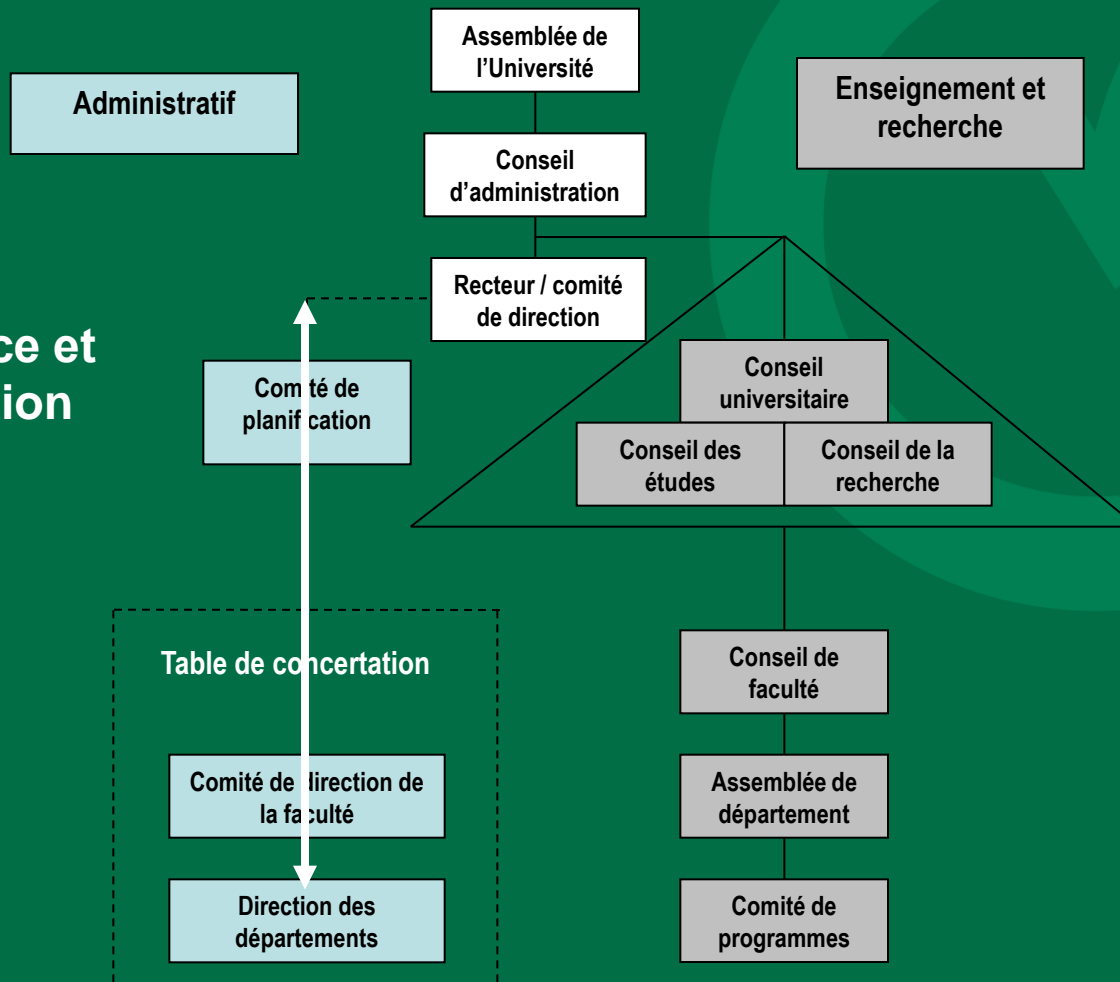 Assemblée de
l'Université
Administratif
Enseignement et
recherche
Conseil
d'administration
Recteur / comité
de direction
ce et
ion
Comité de
planification
Conseil
universitaire
Conseil des
études
Conseil de la
recherche
Table de concertation
Conseil de
faculté
Comité de direction de
la faculté
Assemblée de
département
Direction des
départements
Comité de
programmes